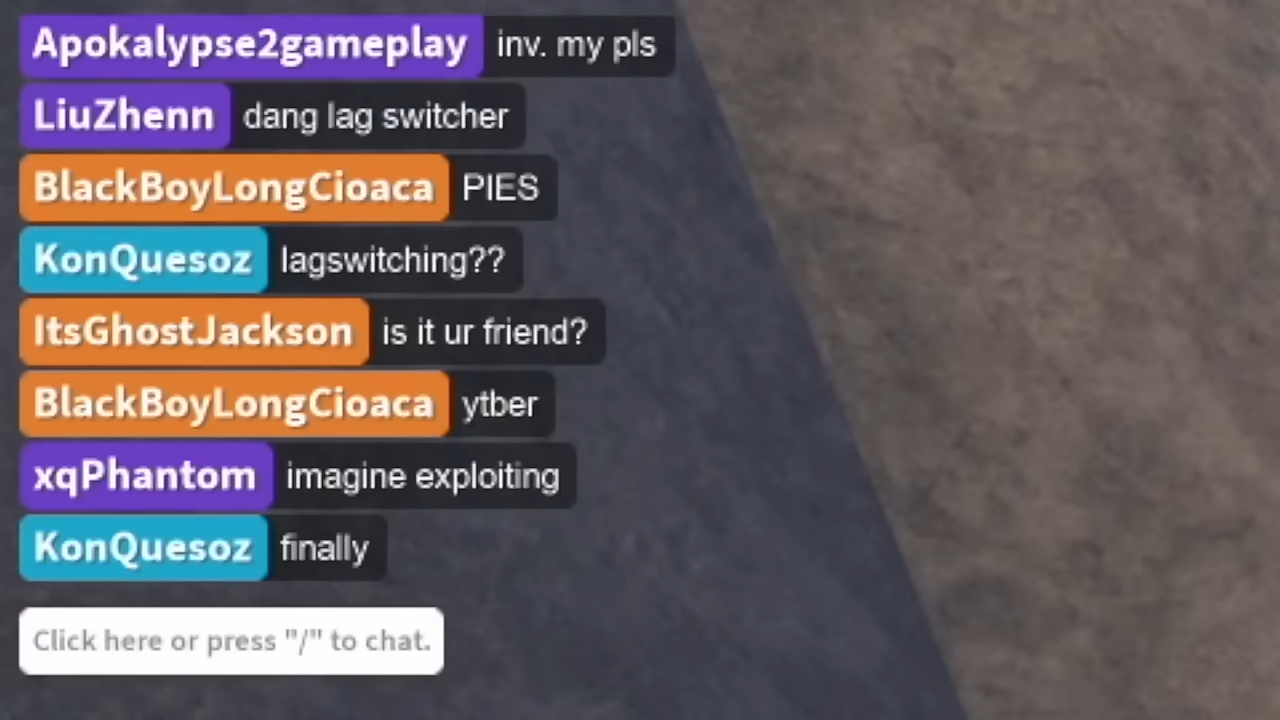 Apokalypse2gameplay inv. my pls
LiuZhenn dang lag switcher
BlackBoyLongCioaca PIES
KonQuesoz lagswitching??
ItsGhostJackson is it ur friend?
BlackBoyLongCioaca ytber
xqPhantom imagine exploiting
KonQuesoz finally
Click here or press "/" to chat.